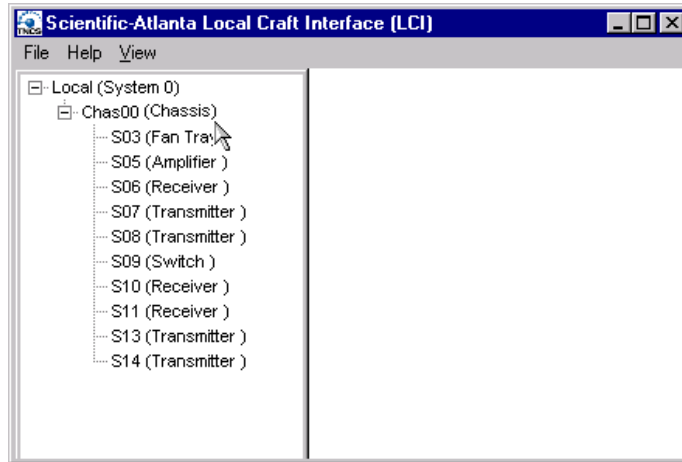 Scientific-Atlanta Local Craft Interface (LCI)
File Help View
Local (System 0)
Chas00 (Chassis)
S03 (Fan
S05 (Amplifier )
S06 (Receiver )
S07 (Transmitter )
S08 (Transmitter )
S09 (Switch )
S10 (Receiver )
S11 (Receiver )
S13 (Transmitter )
S14 (Transmitter )